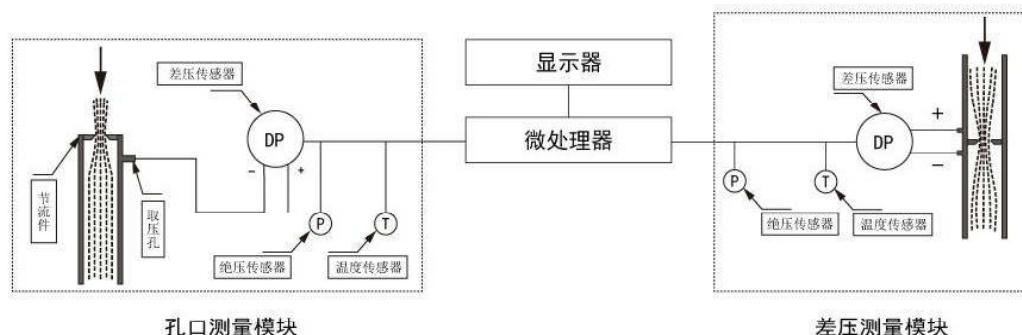 差压传感器
DP
-
+
节流件
取压孔
P
T
绝压传感器
温度传感器
孔口测量模块
显示器
微处理器
差压传感器
DP
+
-
P
T
绝压传感器
温度传感器
差压测量模块